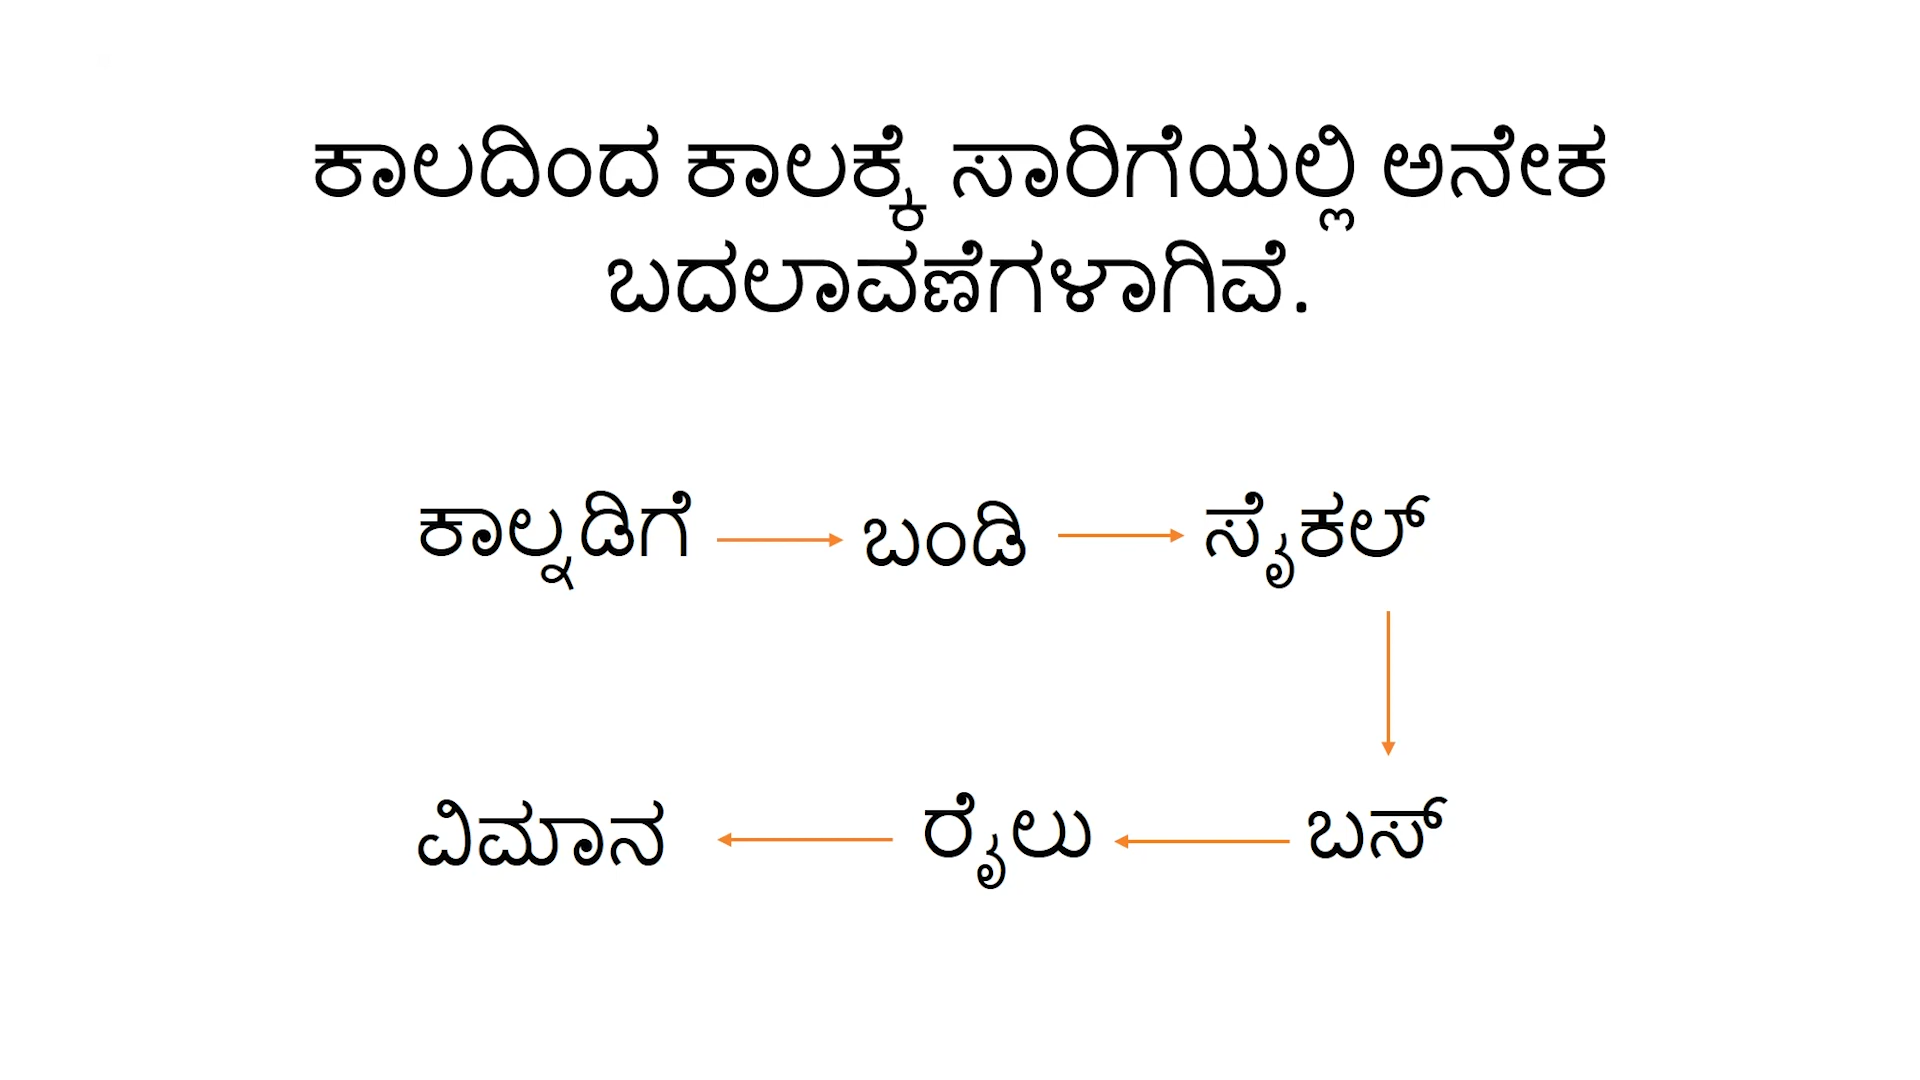 ಕಾಲದಿಂದ ಕಾಲಕ್ಕೆ ಸಾರಿಗೆಯಲ್ಲಿ ಅನೇಕ
ಬದಲಾವಣೆಗಳಾಗಿವೆ.
ಕಾಲ್ನಡಿಗೆ ಬಂಡಿ ಸೈಕಲ್
ಬಸ್ ರೈಲು ವಿಮಾನ